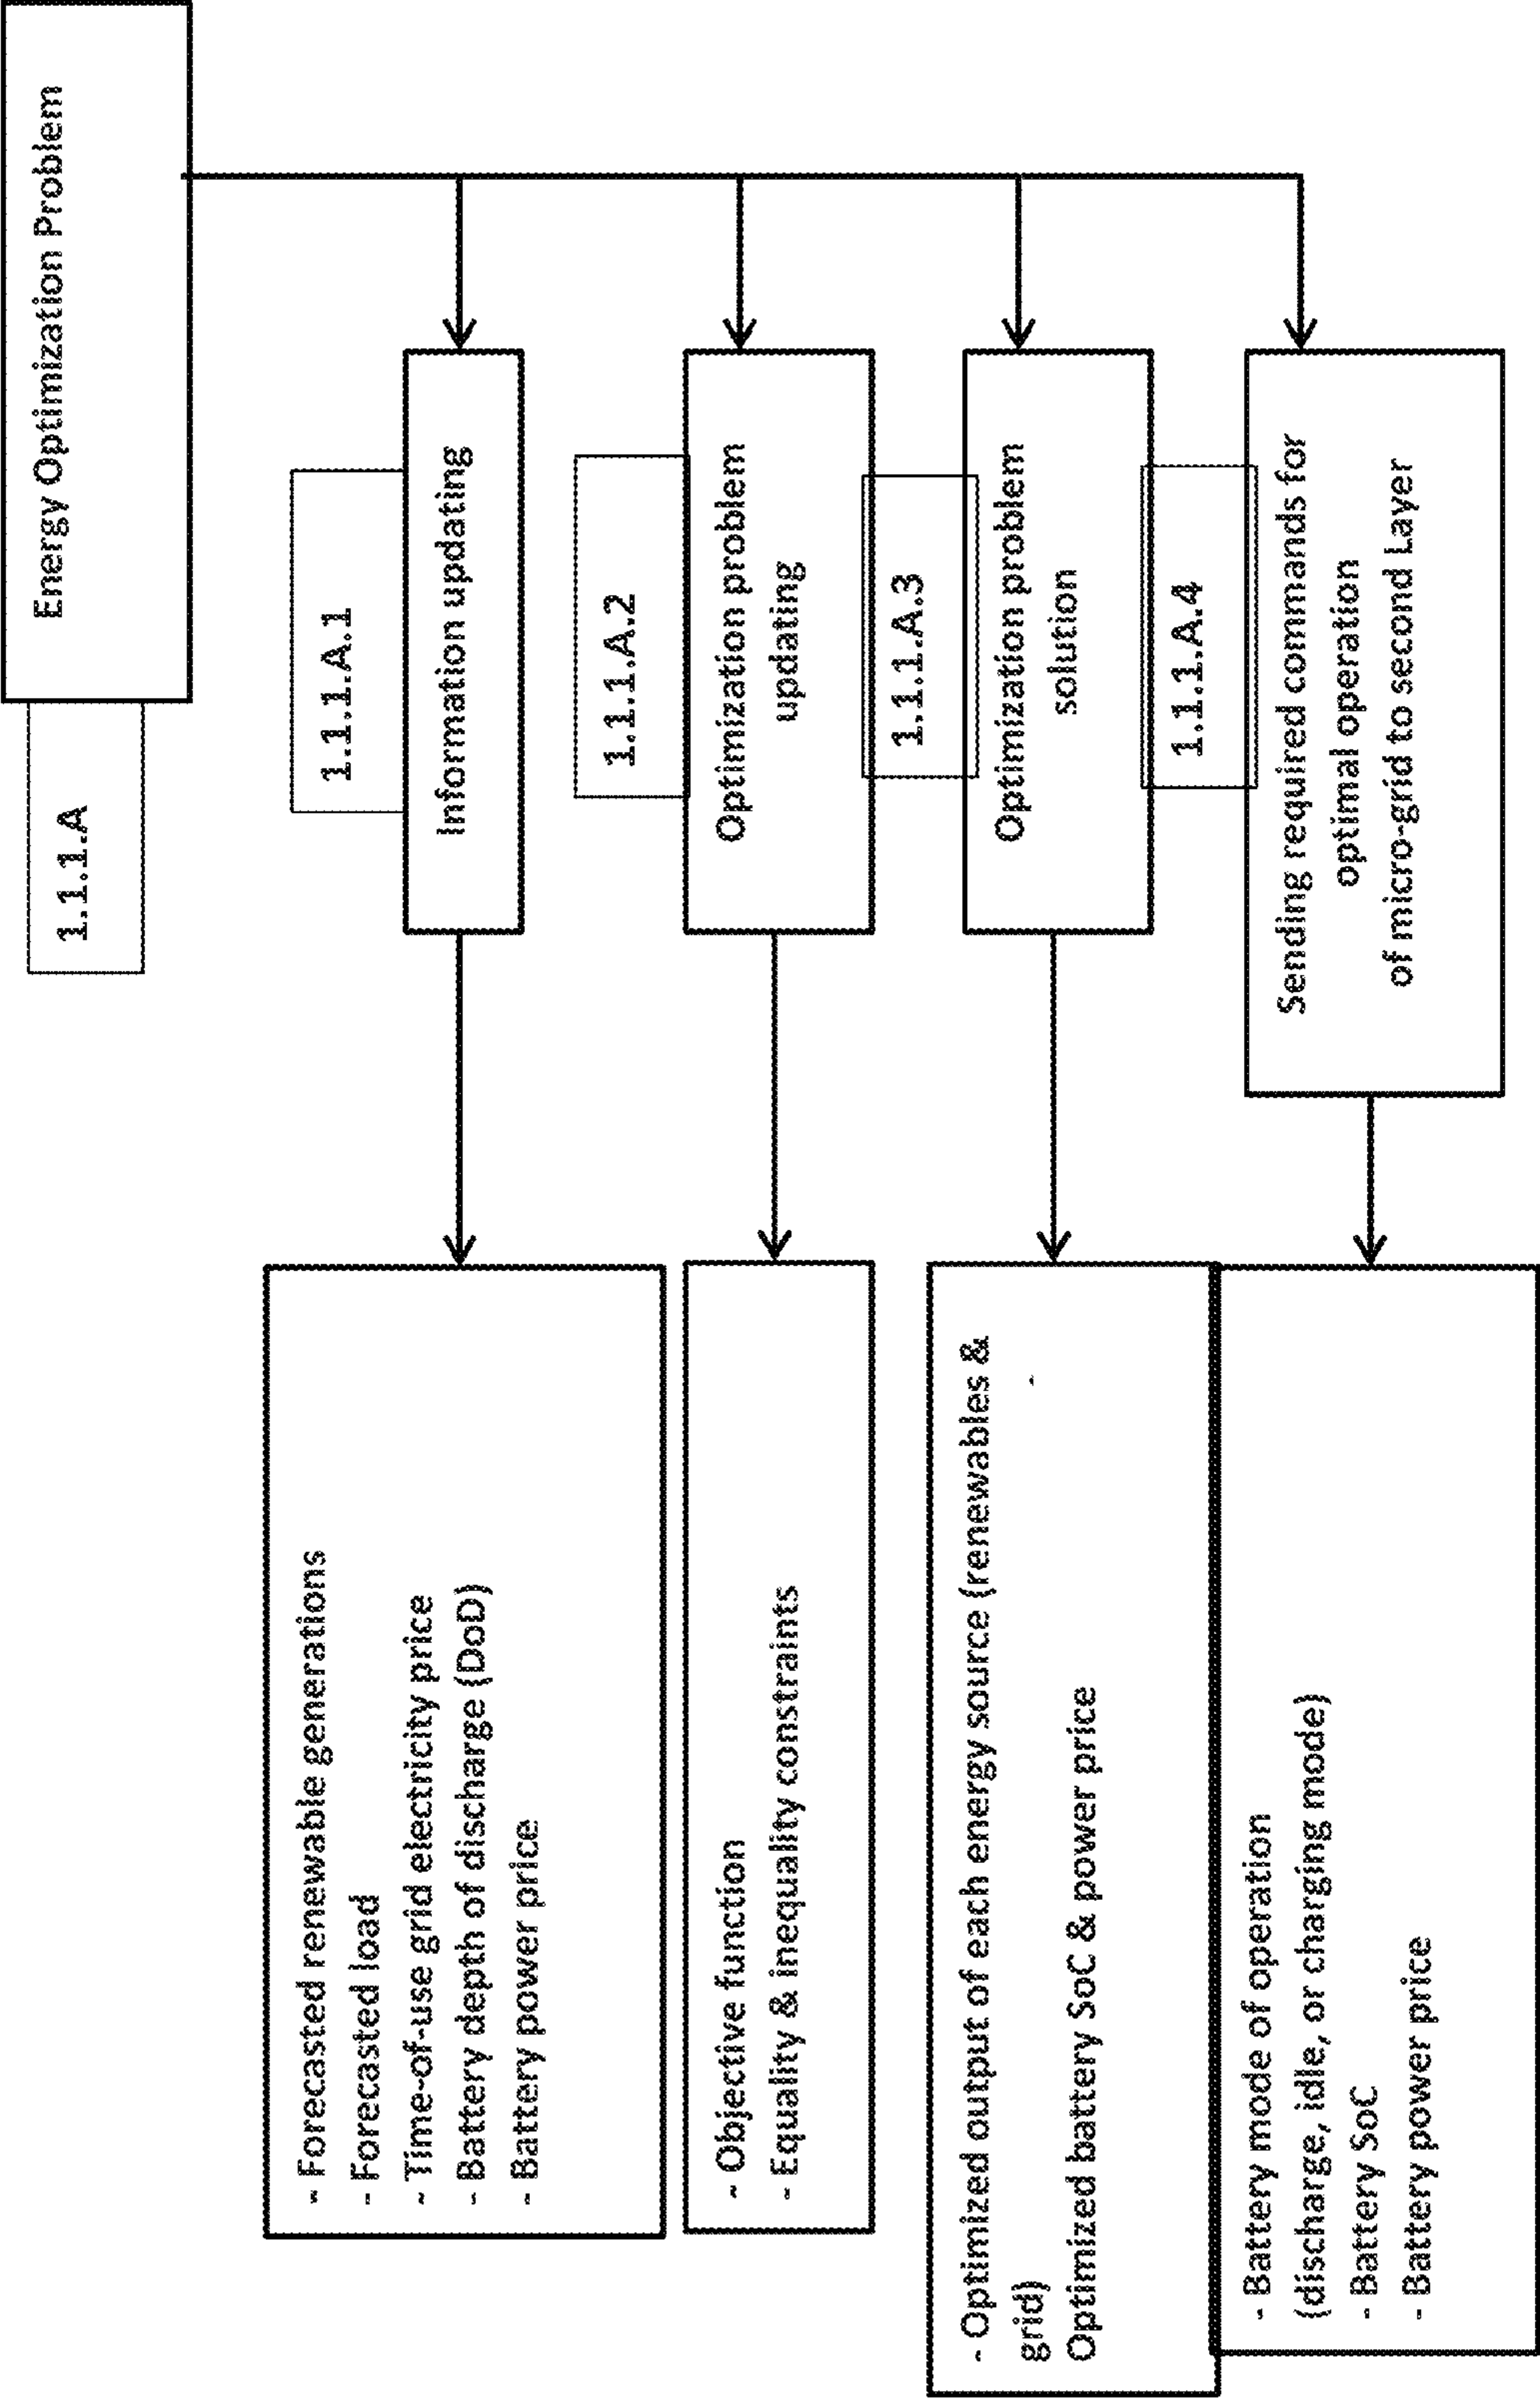 Energy Optimization Problem
1.1.1.A
1.1.1.A.1
Information updating
- Forecasted renewable generations
- Forecasted load
- Time-of-use grid electricity price
- Battery depth of discharge (DoD)
- Battery power price
1.1.1.A.2
Optimization problem
updating
- Objective function
- Equality & inequality constraints
1.1.1.A.3
Optimization problem
solution
- Optimized output of each energy source (renewables &
grid)
Optimized battery SoC & power price
1.1.1.A.4
Sending required commands for
optimal operation
of micro-grid to second Layer
- Battery mode of operation
(discharge, idle, or charging mode)
- Battery SoC
- Battery power price